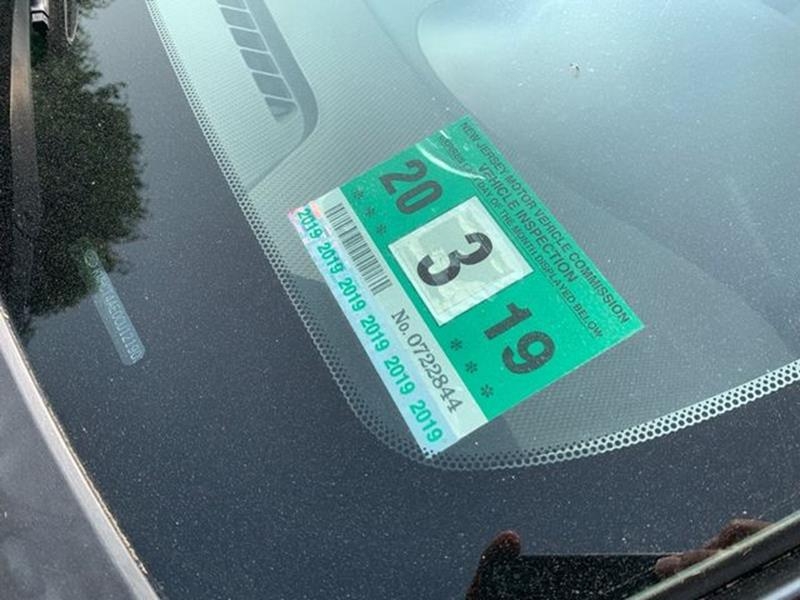 NEW JERSEY MOTOR VEHICLE COMMISSION
VEHICLE INSPECTION
DAY OF THE MONTH DISPLAYED BELOW
20 3 19
No. 0722844
2019 2019 2019 2019 2019 2019